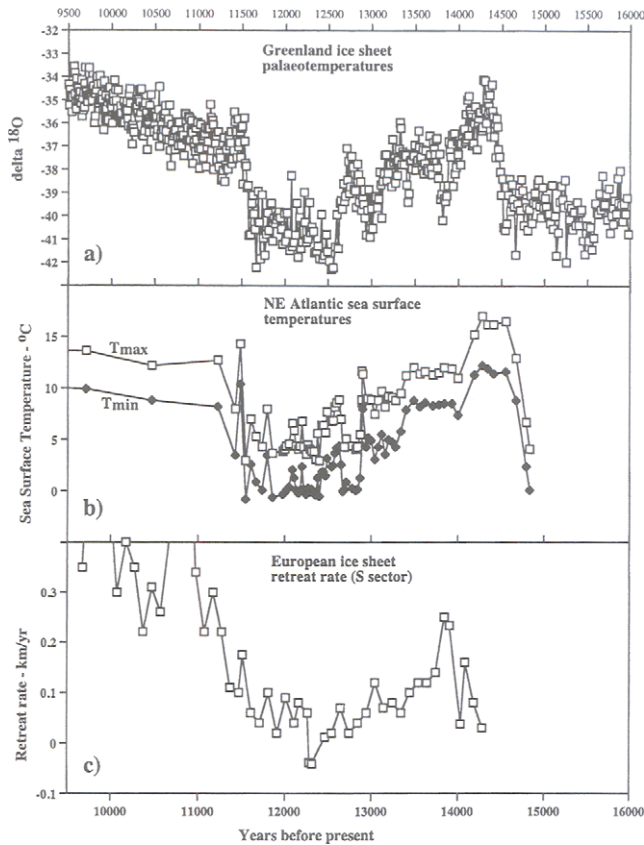 9500 10000 10500 11000 11500 12000 12500 13000 13500 14000 14500 15000 16000
-32
-33
-34
-35
-36
-37
-38
-39
-40
-41
-42
delta 18O
Greenland ice sheet
palaeotemperatures
a)
NE Atlantic sea surface
temperatures
15
10
5
0
Sea Surface Temperature - ºC
Tmax
Tmin
b)
European ice sheet
retreat rate (S sector)
0.3
0.2
0.1
0
-0.1
Retreat rate - km/yr
c)
10000 11000 12000 13000 14000 15000 16000
Years before present